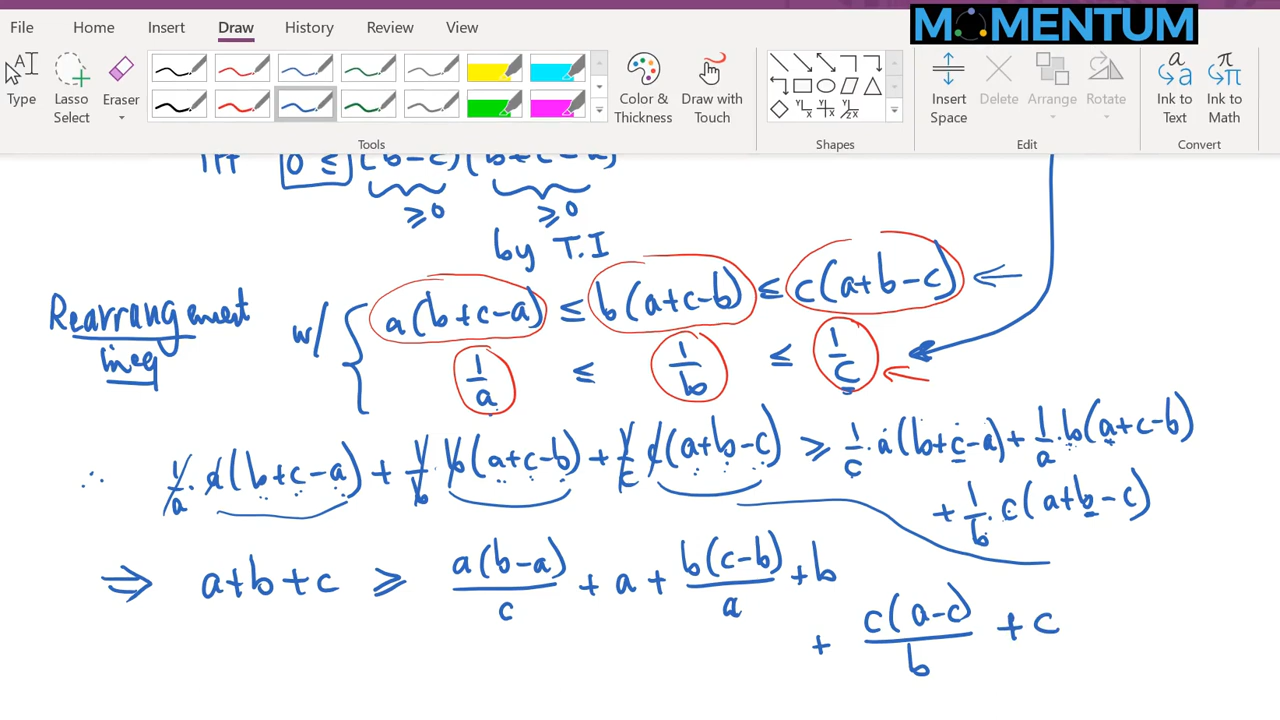 MOMENTUM
File Home Insert Draw History Review View
Type Lasso Select Eraser Color & Thickness Draw with Touch Insert Space Delete Arrange Rotate Ink to Text Ink to Math
Tools Shapes Edit Convert
Iff 0 ≤ (b-c)(b+c-a)
≥0 ≥0
by T.I
Rearrangement ineq
w/ { a(b+c-a) ≤ b(a+c-b) ≤ c(a+b-c) ←
1/a ≤ 1/b ≤ 1/c ←
∴ 1/a · a(b+c-a) + 1/b · b(a+c-b) + 1/c · c(a+b-c) ≥ 1/c · a(b+c-a) + 1/a · b(a+c-b)
+ 1/b · c(a+b-c)
⇒ a+b+c ≥ a(b-a)/c + a + b(c-b)/a + b
+ c(a-c)/b + c